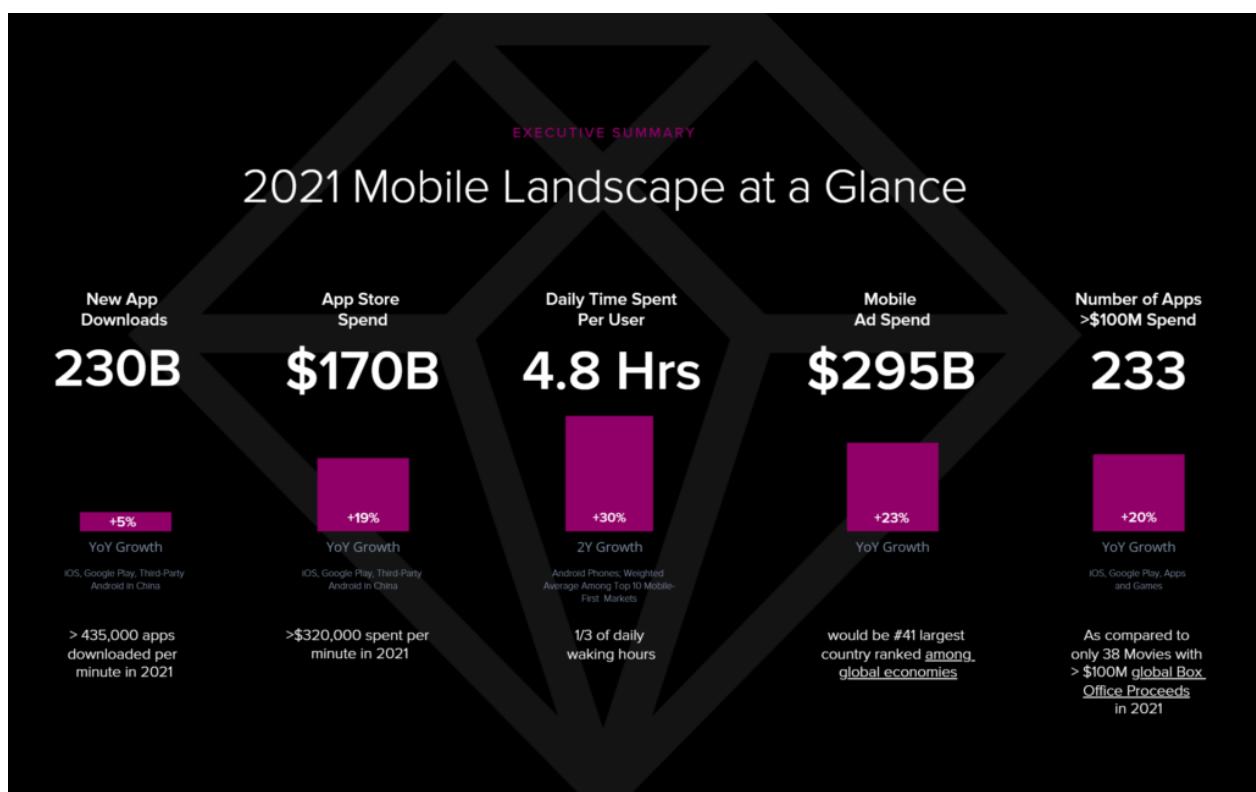 EXECUTIVE SUMMARY
2021 Mobile Landscape at a Glance
New App
Downloads
230B
+5%
YoY Growth
iOS, Google Play, Third-Party
Android in China
> 435,000 apps
downloaded per
minute in 2021
App Store
Spend
$170B
+19%
YoY Growth
iOS, Google Play, Third-Party
Android in China
>$320,000 spent per
minute in 2021
Daily Time Spent
Per User
4.8 Hrs
+30%
2Y Growth
Android Phones; Weighted
Average Among Top 10 Mobile-
First Markets
1/3 of daily
waking hours
Mobile
Ad Spend
$295B
+23%
YoY Growth
would be #41 largest
country ranked among
global economies
Number of Apps
>$100M Spend
233
+20%
YoY Growth
iOS, Google Play, Apps
and Games
As compared to
only 38 Movies with
> $100M global Box
Office Proceeds
in 2021